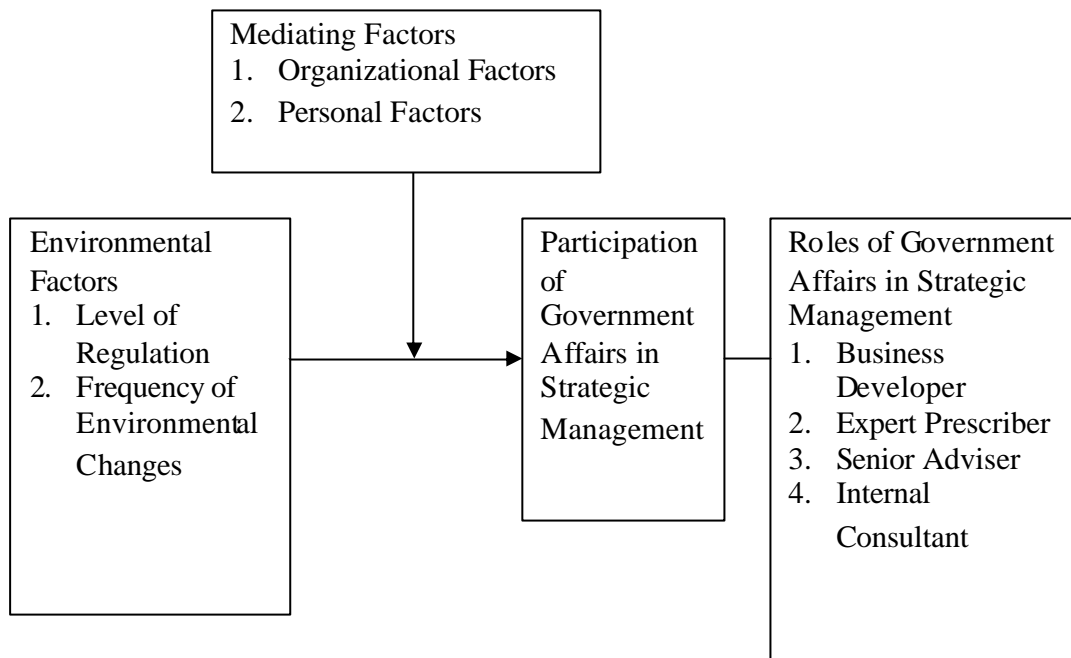 Mediating Factors
1. Organizational Factors
2. Personal Factors
Environmental
Factors
1. Level of
Regulation
2. Frequency of
Environmental
Changes
Participation
of
Government
Affairs in
Strategic
Management
Roles of Government
Affairs in Strategic
Management
1. Business
Developer
2. Expert Prescriber
3. Senior Adviser
4. Internal
Consultant